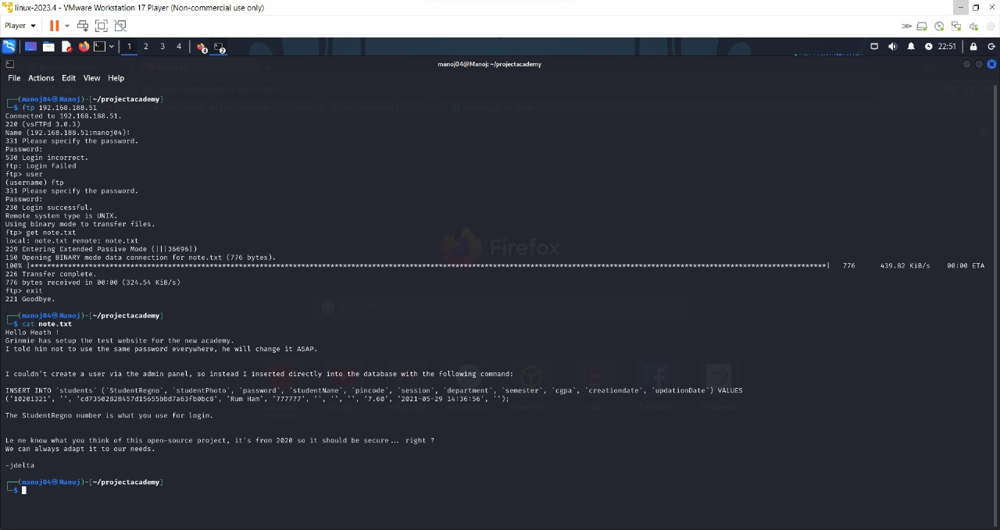 linux-2023.4 - VMware Workstation 17 Player (Non-commercial use only)
Player
1 2 3 4 4 2 22:51
manoj04@Manoj: ~/projectacademy
File Actions Edit View Help
┌──(manoj04㉿Manoj)-[~/projectacademy]
└─$ ftp 192.168.188.51
Connected to 192.168.188.51.
220 (vsFTPd 3.0.3)
Name (192.168.188.51:manoj04):
331 Please specify the password.
Password:
530 Login incorrect.
ftp: Login failed
ftp> user
(username) ftp
331 Please specify the password.
Password:
230 Login successful.
Remote system type is UNIX.
Using binary mode to transfer files.
ftp> get note.txt
local: note.txt remote: note.txt
229 Entering Extended Passive Mode (|||36696|)
150 Opening BINARY mode data connection for note.txt (776 bytes).
100% |***********************************************************************************************************************************************************************************************| 776 439.82 KiB/s 00:00 ETA
226 Transfer complete.
776 bytes received in 00:00 (324.54 KiB/s)
ftp> exit
221 Goodbye.
┌──(manoj04㉿Manoj)-[~/projectacademy]
└─$ cat note.txt
Hello Heath !
Grimmie has setup the test website for the new academy.
I told him not to use the same password everywhere, he will change it ASAP.
I couldn't create a user via the admin panel, so instead I inserted directly into the database with the following command:
INSERT INTO `students` (`StudentRegno`, `studentPhoto`, `password`, `studentName`, `pincode`, `session`, `department`, `semester`, `cgpa`, `creationdate`, `updationDate`) VALUES
('10201321', '', 'cd73502828457d15655bbd7a63fb0bc8', 'Rum Ham', '777777', '', '', '', '7.60', '2021-05-29 14:36:56', '');
The StudentRegno number is what you use for login.
Le me know what you think of this open-source project, it's from 2020 so it should be secure... right ?
We can always adapt it to our needs.
-jdelta
┌──(manoj04㉿Manoj)-[~/projectacademy]
└─$
Firefox
Facebook
Wikipedia